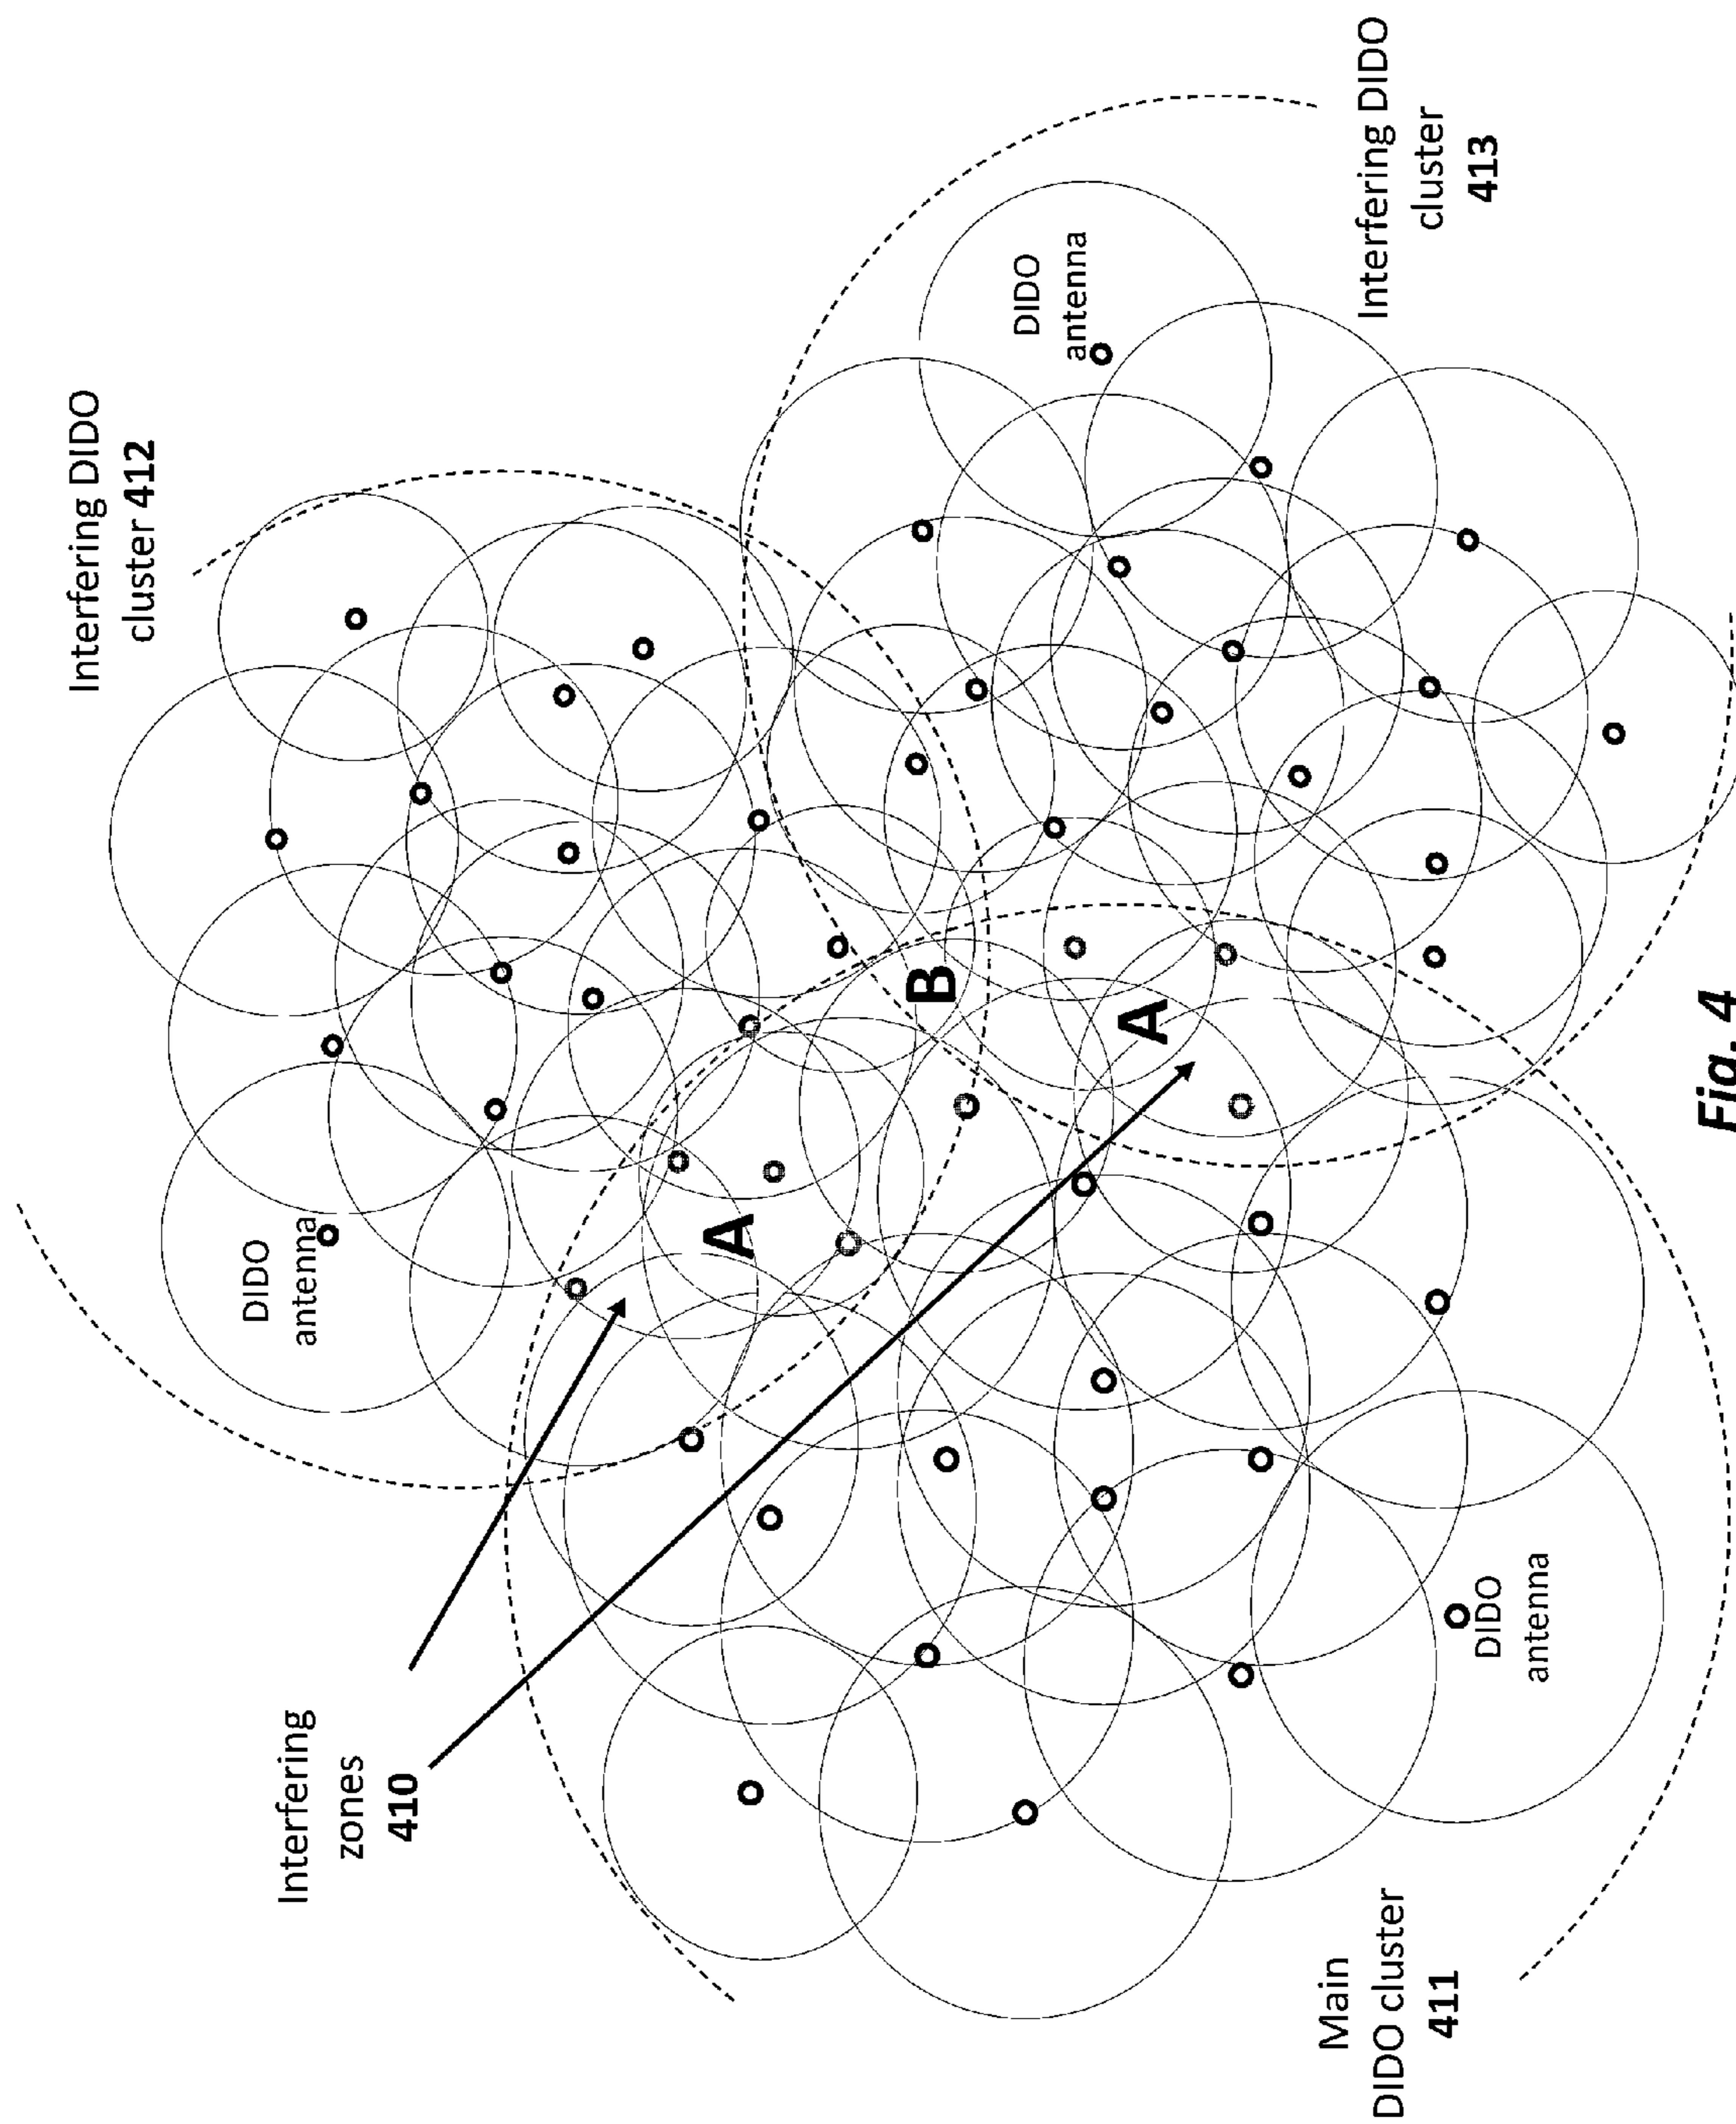 Interfering DIDO
cluster 412
DIDO
antenna
Interfering
zones
410
A
B
A
DIDO
antenna
Interfering DIDO
cluster
413
Main
DIDO cluster
411
DIDO
antenna
Fig. 4